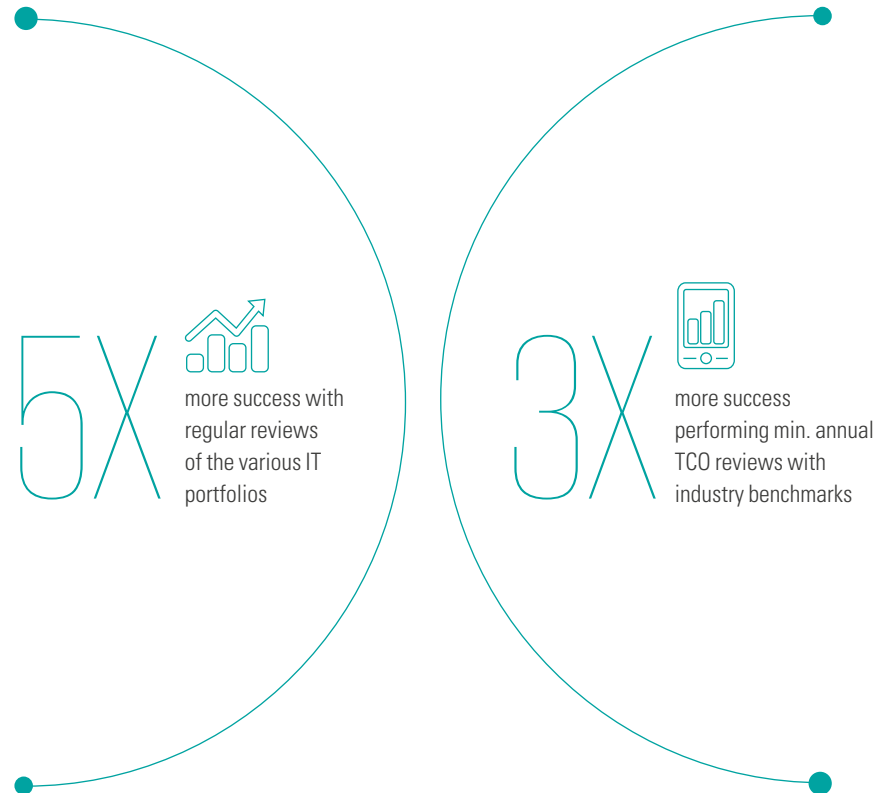 5X
more success with
regular reviews
of the various IT
portfolios
3X
more success
performing min. annual
TCO reviews with
industry benchmarks